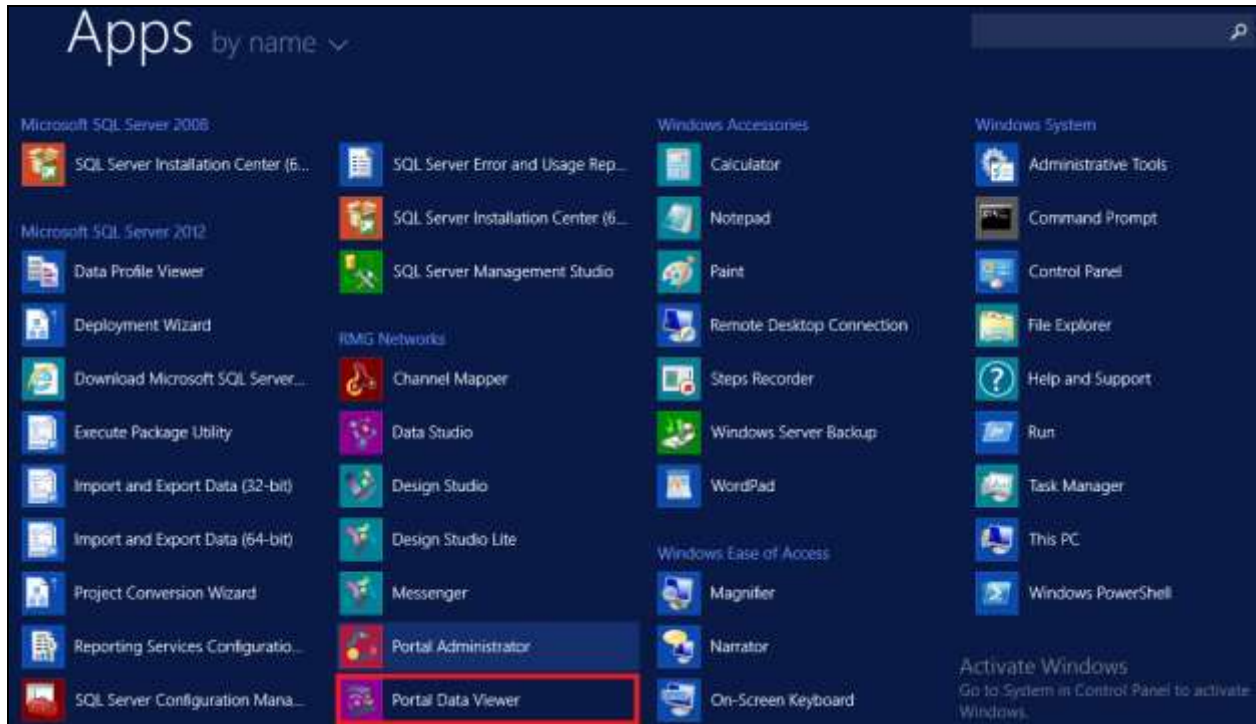 Apps by name
Microsoft SQL Server 2008
SQL Server Installation Center (6...
Microsoft SQL Server 2012
Data Profile Viewer
Deployment Wizard
Download Microsoft SQL Server...
Execute Package Utility
Import and Export Data (32-bit)
Import and Export Data (64-bit)
Project Conversion Wizard
Reporting Services Configuratio...
SQL Server Configuration Mana...
SQL Server Error and Usage Rep...
SQL Server Installation Center (6...
SQL Server Management Studio
RMG Networks
Channel Mapper
Data Studio
Design Studio
Design Studio Lite
Messenger
Portal Administrator
Portal Data Viewer
Windows Accessories
Calculator
Notepad
Paint
Remote Desktop Connection
Steps Recorder
Windows Server Backup
WordPad
Windows Ease of Access
Magnifier
Narrator
On-Screen Keyboard
Windows System
Administrative Tools
Command Prompt
Control Panel
File Explorer
Help and Support
Run
Task Manager
This PC
Windows PowerShell
Activate Windows
Go to System in Control Panel to activate
Windows.